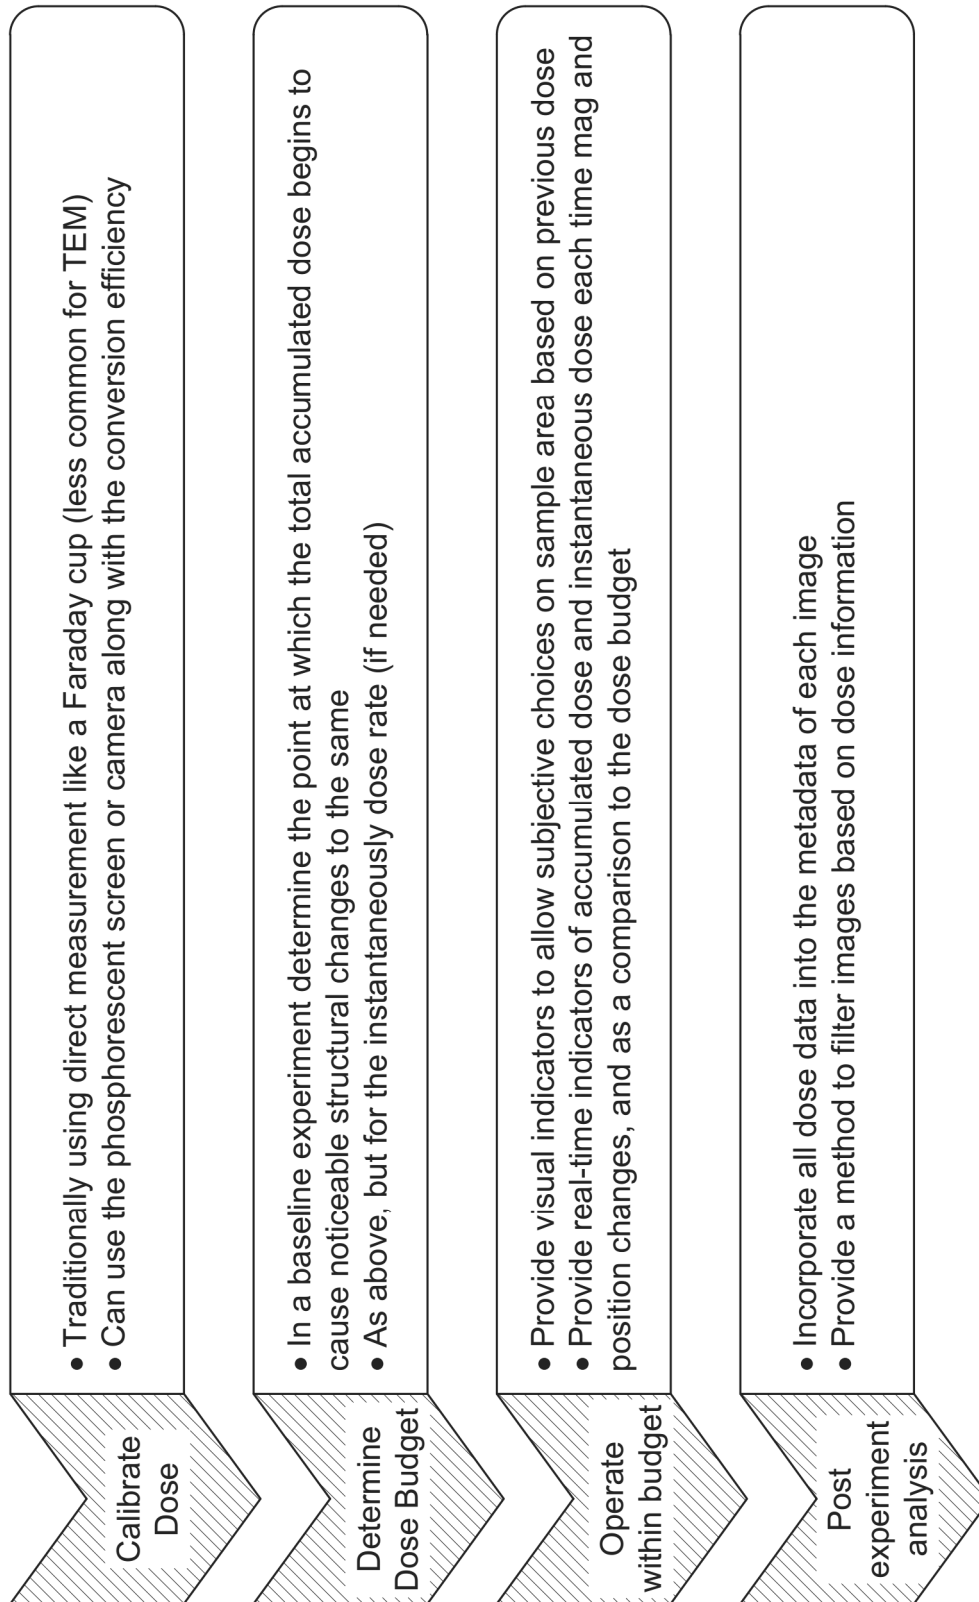 Calibrate
Dose
• Traditionally using direct measurement like a Faraday cup (less common for TEM)
• Can use the phosphorescent screen or camera along with the conversion efficiency
Determine
Dose Budget
• In a baseline experiment determine the point at which the total accumulated dose begins to
cause noticeable structural changes to the same
• As above, but for the instantaneously dose rate (if needed)
Operate
within budget
• Provide visual indicators to allow subjective choices on sample area based on previous dose
• Provide real-time indicators of accumulated dose and instantaneous dose each time mag and
position changes, and as a comparison to the dose budget
Post
experiment
analysis
• Incorporate all dose data into the metadata of each image
• Provide a method to filter images based on dose information